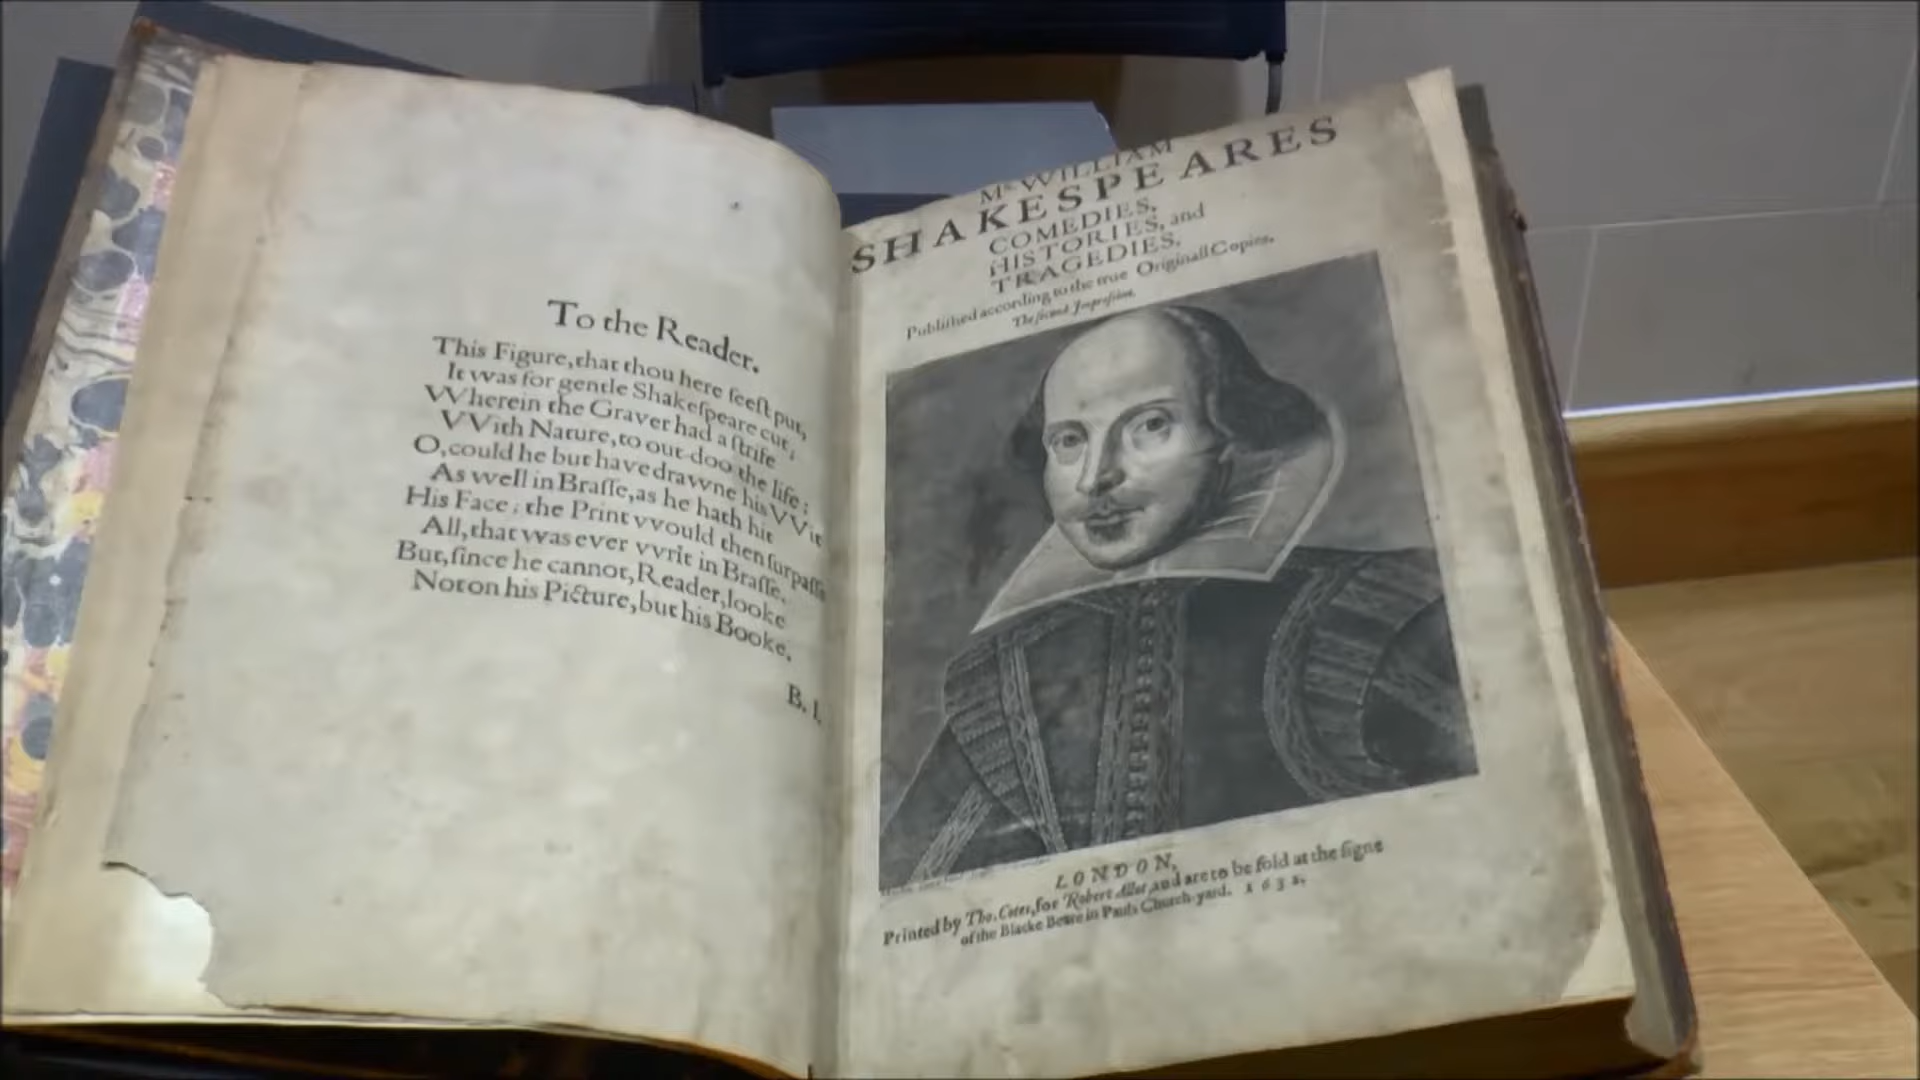 To the Reader.
This Figure, that thou here ſeeſt put,
It was for gentle Shakeſpeare cut;
VVherein the Graver had a ſtrife
VVith Nature, to out-doo the life:
O, could he but have drawne his VVit
As well in Braſſe, as he hath hit
His Face; the Print vvould then ſurpaſſe
All, that was ever vvrit in Braſſe.
But, ſince he cannot, Reader, looke
Not on his Picture, but his Booke.
B. I.
Mr. WILLIAM
SHAKESPEARES
COMEDIES,
HISTORIES, and
TRAGEDIES.
Publiſhed according to the true Originall Copies.
The ſecond Impreſsion.
LONDON,
Printed by Tho. Cotes, for Robert Allot, and are to be ſold at the ſigne
of the Blacke Beare in Pauls Church-yard. 1632.